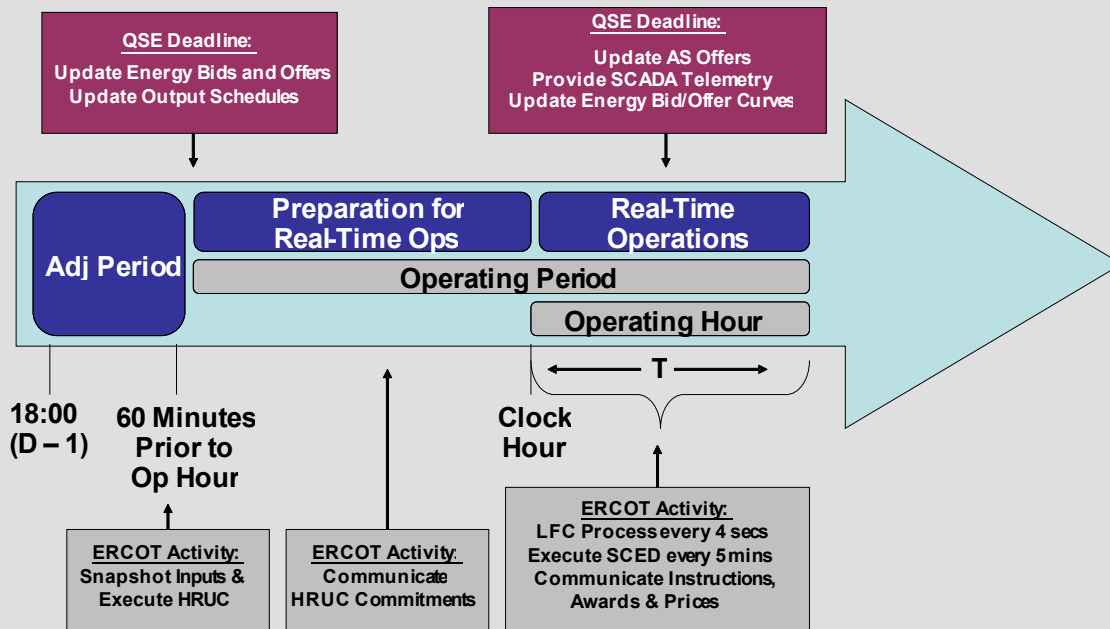 QSE Deadline:
Update Energy Bids and Offers
Update Output Schedules
QSE Deadline:
Update AS Offers
Provide SCADA Telemetry
Update Energy Bid/Offer Curves
Adj Period
Preparation for
Real-Time Ops
Real-Time
Operations
Operating Period
Operating Hour
T
18:00
(D – 1)
60 Minutes
Prior to
Op Hour
Clock
Hour
ERCOT Activity:
Snapshot Inputs &
Execute HRUC
ERCOT Activity:
Communicate
HRUC Commitments
ERCOT Activity:
LFC Process every 4 secs
Execute SCED every 5 mins
Communicate Instructions,
Awards & Prices